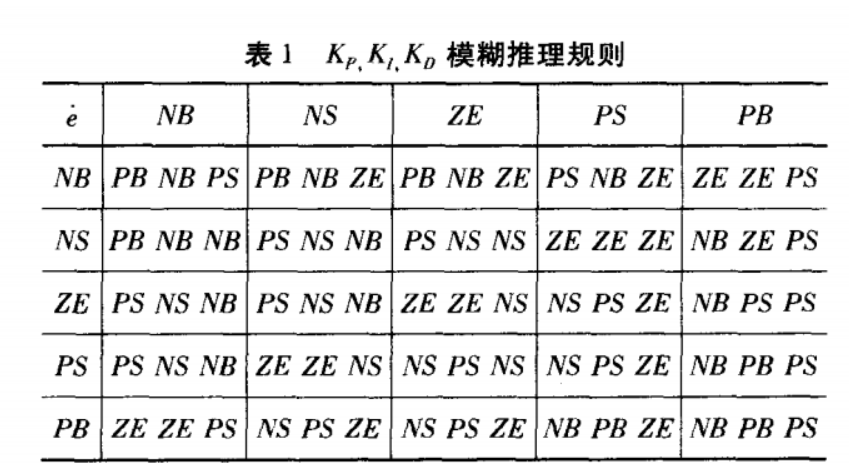 表 1 K_P、K_I、K_D 模糊推理规则
ė NB NS ZE PS PB
NB PB NB PS PB NB ZE PB NB ZE PS NB ZE ZE ZE PS
NS PB NB NB PS NS NB PS NS NS ZE ZE ZE NB ZE PS
ZE PS NS NB PS NS NB ZE ZE NS NS PS ZE NB PS PS
PS PS NS NB ZE ZE NS NS PS NS NS PS ZE NB PB PS
PB ZE ZE PS NS PS ZE NS PS ZE NB PB ZE NB PB PS